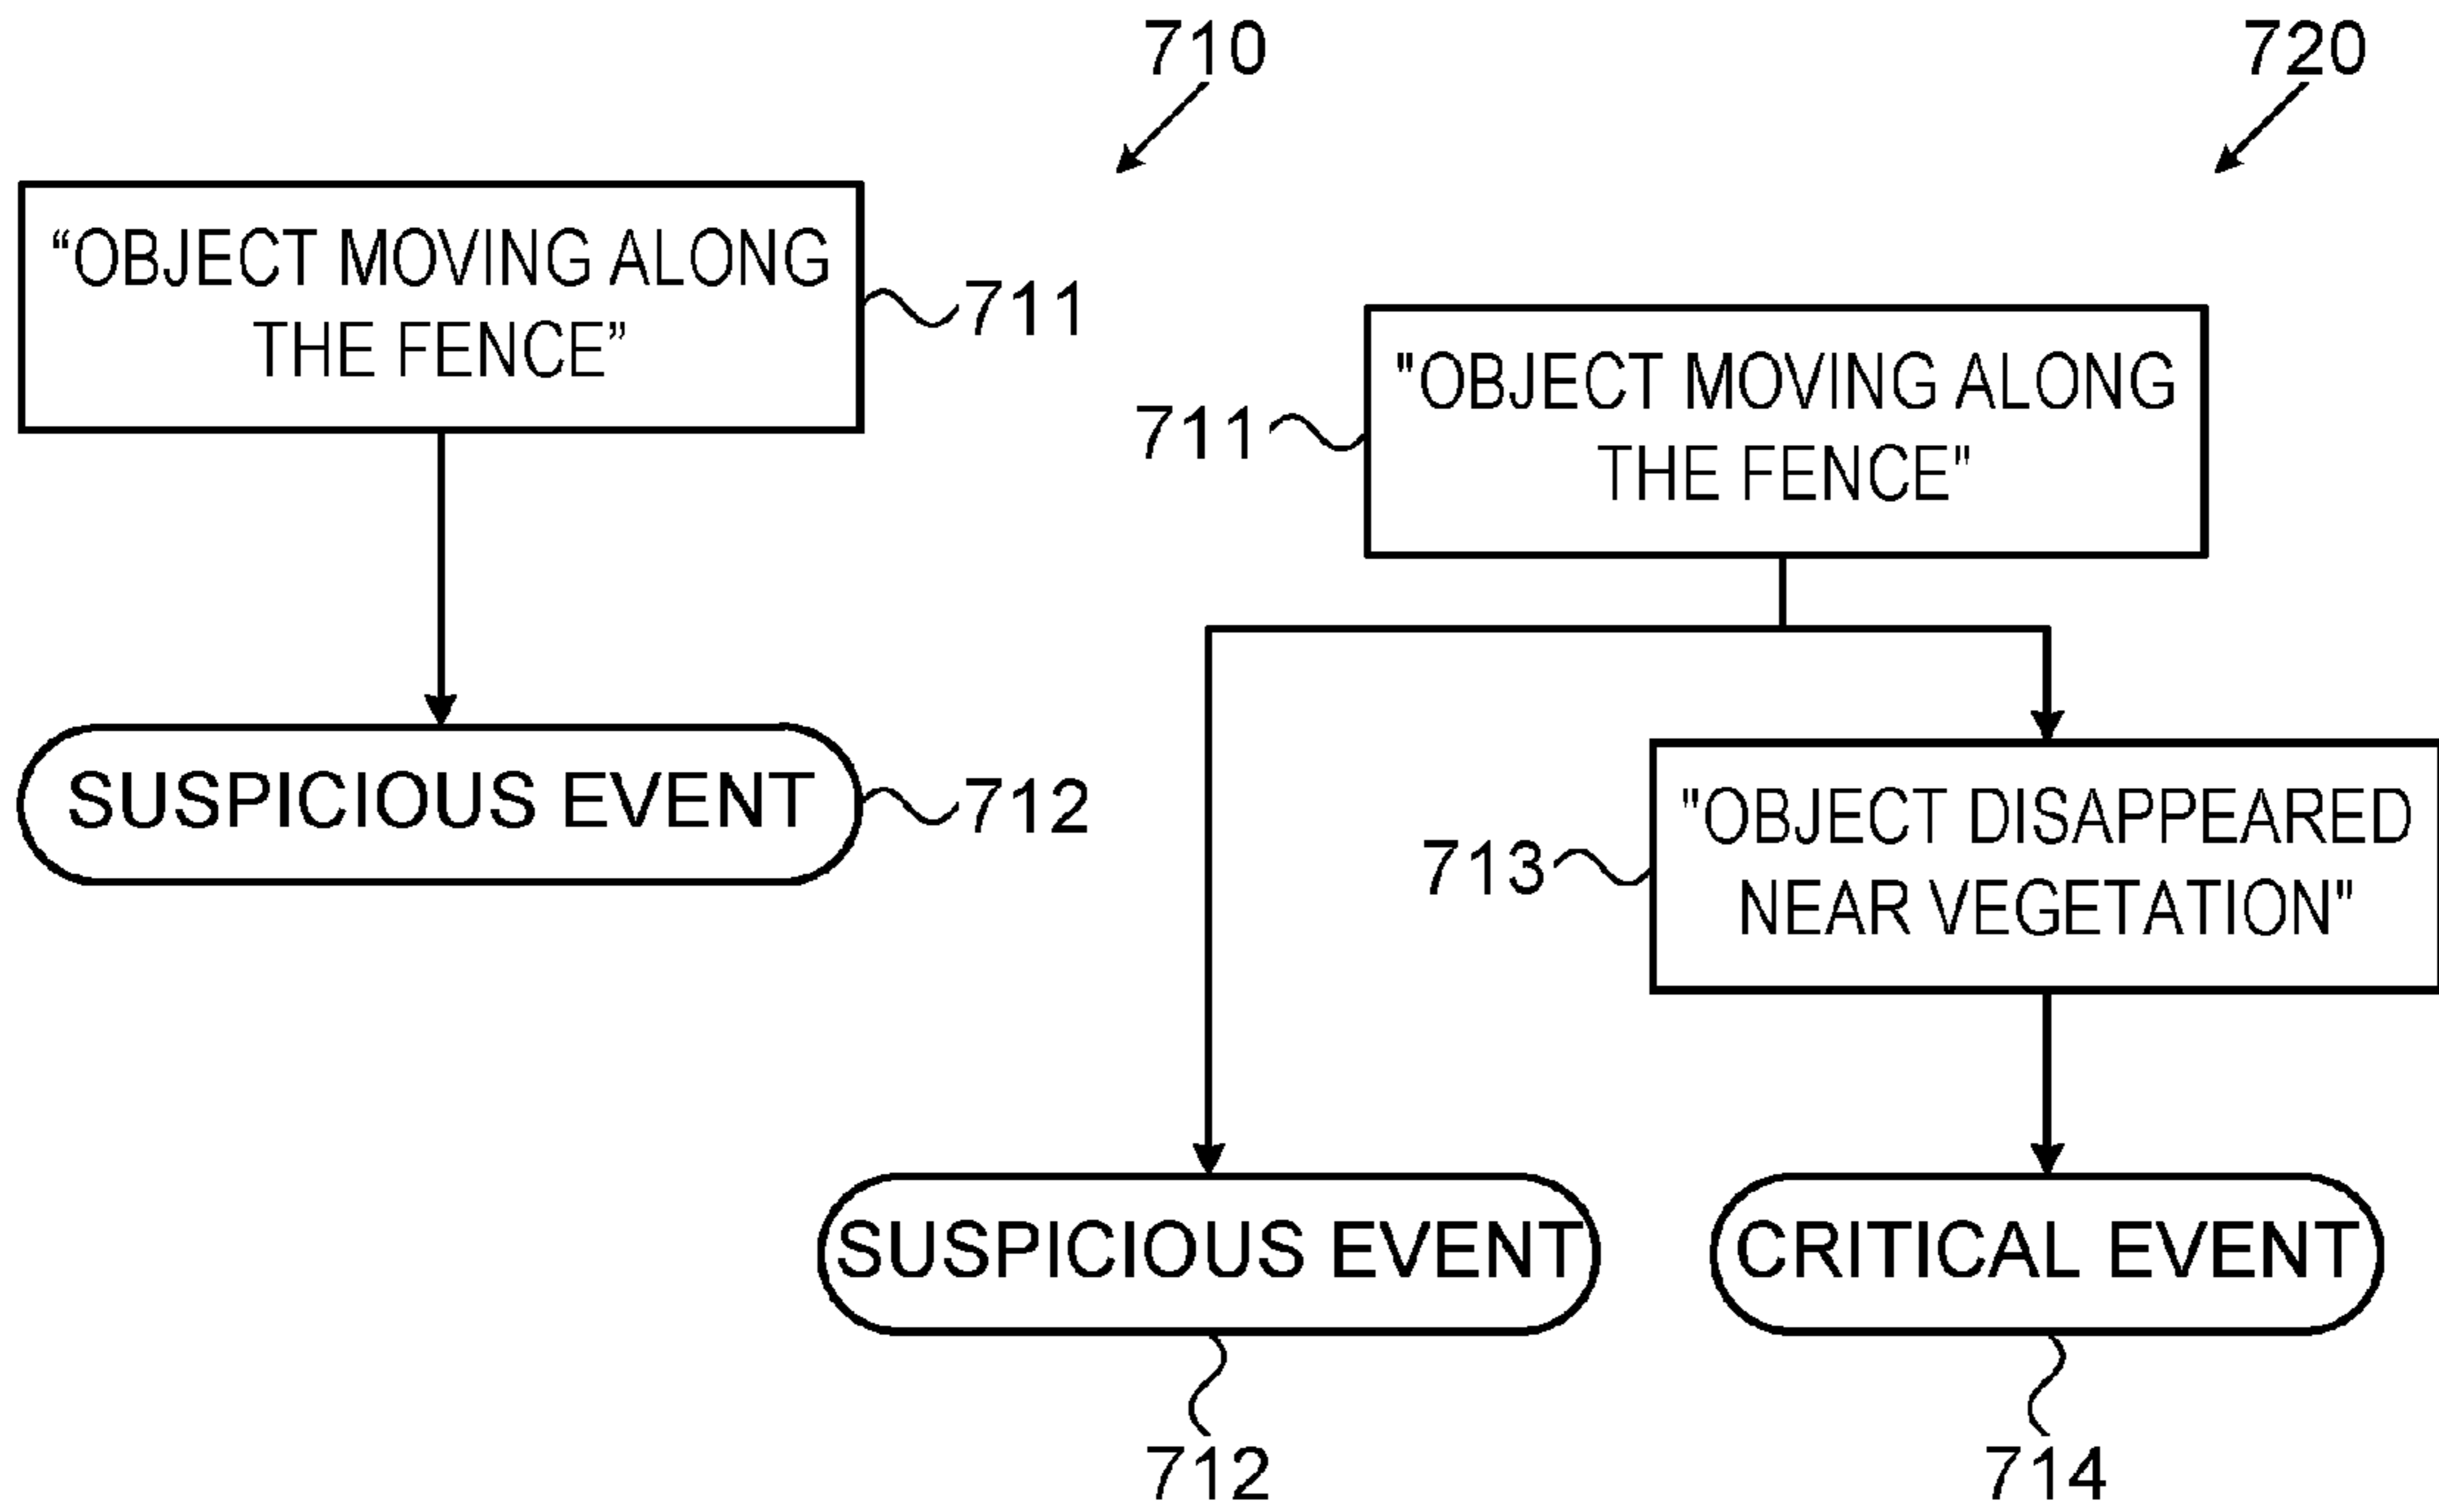 710
720
“OBJECT MOVING ALONG
THE FENCE”
711
"OBJECT MOVING ALONG
THE FENCE"
711
SUSPICIOUS EVENT
712
"OBJECT DISAPPEARED
NEAR VEGETATION"
713
SUSPICIOUS EVENT
CRITICAL EVENT
712
714